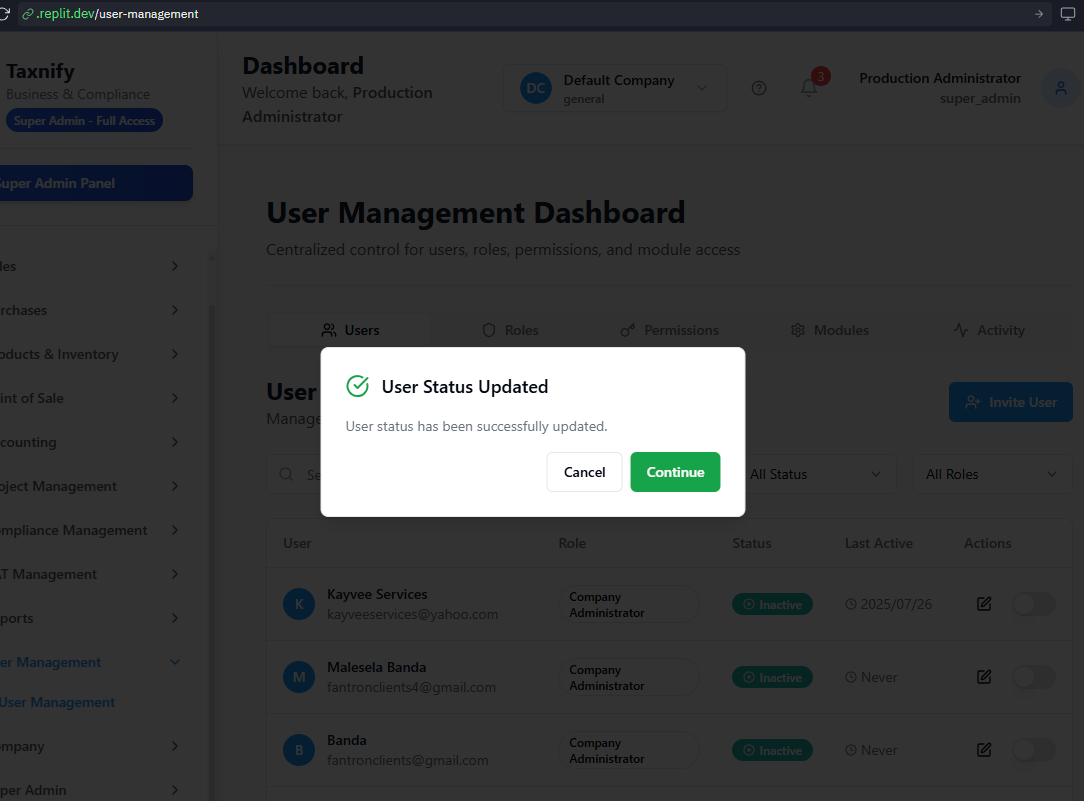 .replit.dev/user-management
Taxnify
Business & Compliance
Super Admin - Full Access
uper Admin Panel
les
rchases
oducts & Inventory
int of Sale
counting
oject Management
mpliance Management
T Management
ports
er Management
User Management
mpany
per Admin
Dashboard
Welcome back, Production
Administrator
DC
Default Company
general
3
Production Administrator
super_admin
User Management Dashboard
Centralized control for users, roles, permissions, and module access
Users
Roles
Permissions
Modules
Activity
User
Manage
Invite User
Se
All Status
All Roles
User Status Updated
User status has been successfully updated.
Cancel
Continue
User Role Status Last Active Actions
K
Kayvee Services
kayveeservices@yahoo.com
Company
Administrator
Inactive
2025/07/26
M
Malesela Banda
fantronclients4@gmail.com
Company
Administrator
Inactive
Never
B
Banda
fantronclients@gmail.com
Company
Administrator
Inactive
Never